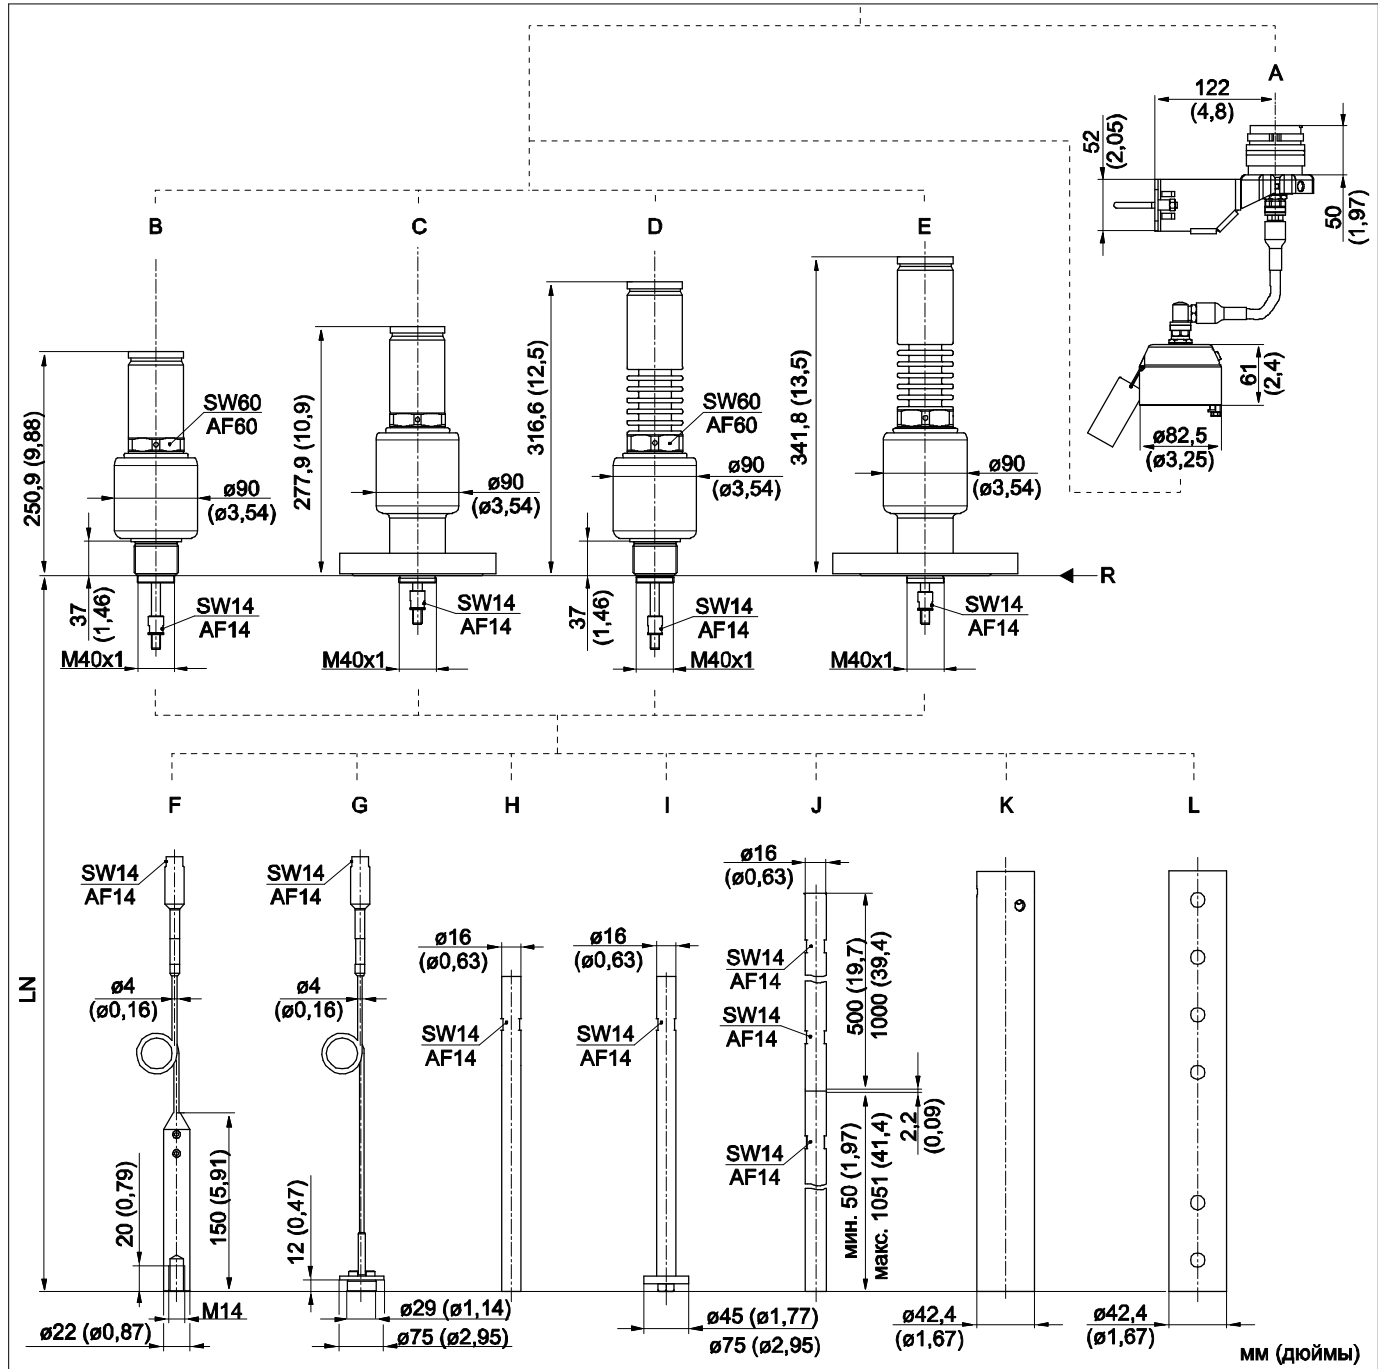 A
122
(4,8)
52
(2,05)
50
(1,97)
61
(2,4)
ø82,5
(ø3,25)
B
C
D
E
250,9 (9,88)
SW60
AF60
ø90
(ø3,54)
37
(1,46)
SW14
AF14
M40x1
277,9 (10,9)
ø90
(ø3,54)
SW14
AF14
M40x1
316,6 (12,5)
SW60
AF60
ø90
(ø3,54)
37
(1,46)
SW14
AF14
M40x1
341,8 (13,5)
ø90
(ø3,54)
SW14
AF14
M40x1
R
LN
F
G
H
I
J
K
L
SW14
AF14
ø4
(ø0,16)
20 (0,79)
150 (5,91)
M14
ø22 (ø0,87)
SW14
AF14
ø4
(ø0,16)
12 (0,47)
ø29 (ø1,14)
ø75 (ø2,95)
ø16
(ø0,63)
SW14
AF14
ø16
(ø0,63)
SW14
AF14
ø45 (ø1,77)
ø75 (ø2,95)
ø16
(ø0,63)
SW14
AF14
SW14
AF14
SW14
AF14
500 (19,7)
1000 (39,4)
2,2
(0,09)
мин. 50 (1,97)
макс. 1051 (41,4)
ø42,4
(ø1,67)
ø42,4
(ø1,67)
мм (дюймы)